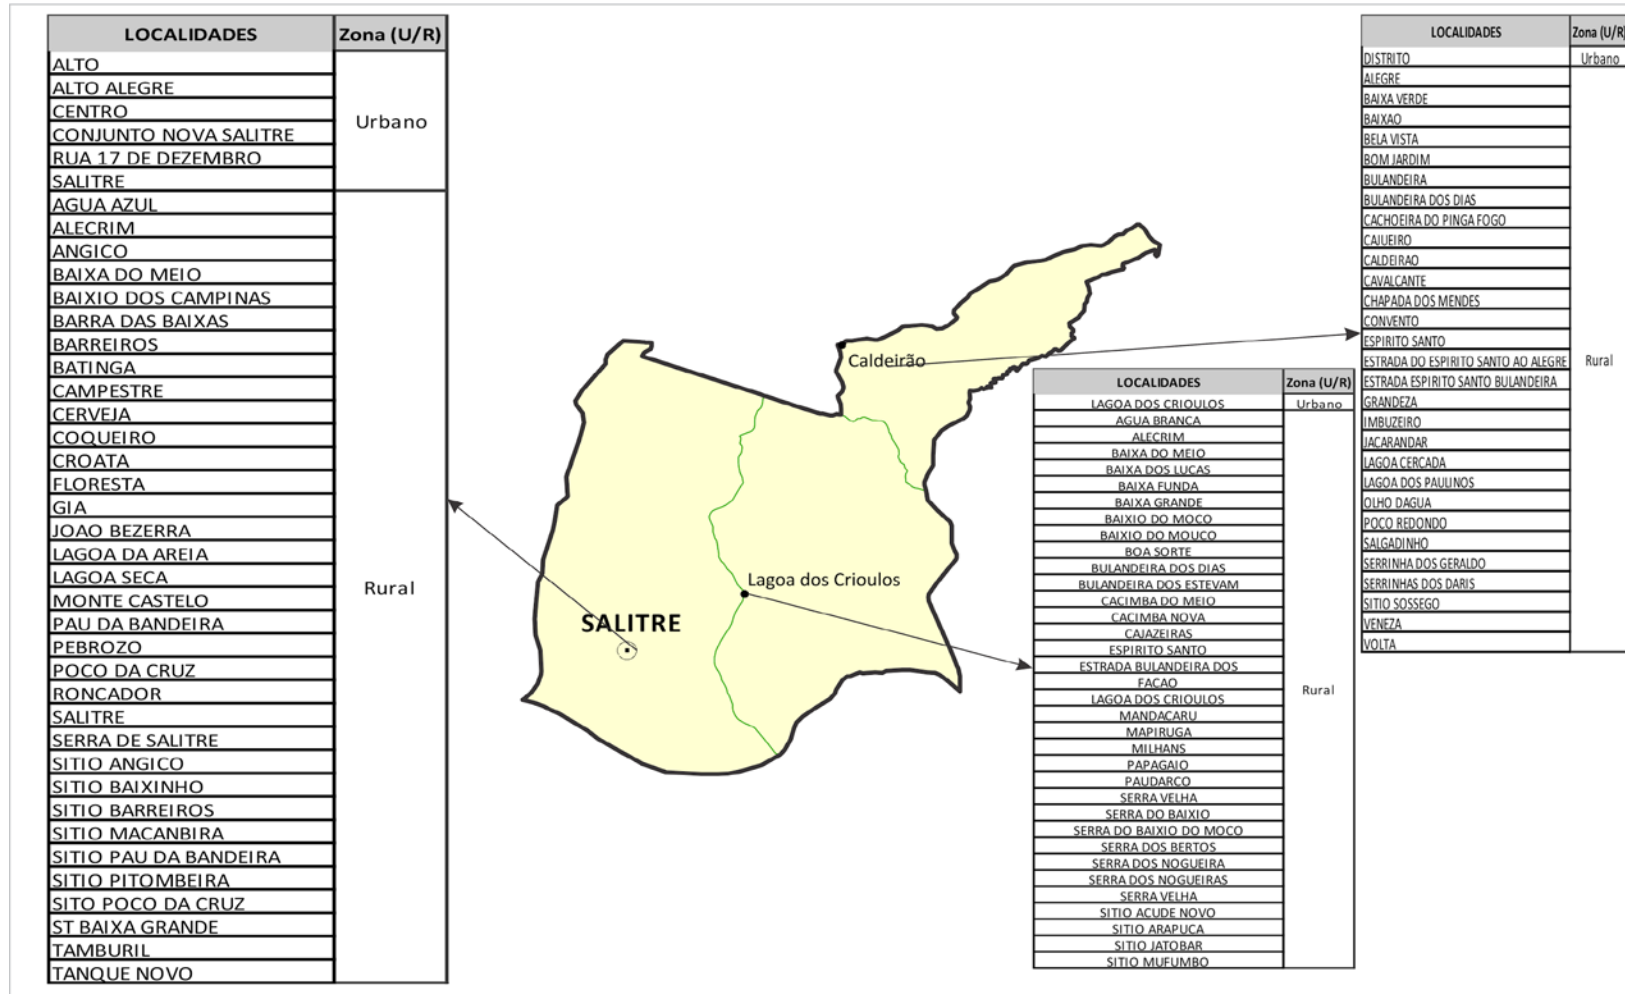 LOCALIDADES Zona (U/R)
ALTO
ALTO ALEGRE
CENTRO
CONJUNTO NOVA SALITRE
RUA 17 DE DEZEMBRO
SALITRE
Urbano
AGUA AZUL
ALECRIM
ANGICO
BAIXA DO MEIO
BAIXIO DOS CAMPINAS
BARRA DAS BAIXAS
BARREIROS
BATINGA
CAMPESTRE
CERVEJA
COQUEIRO
CROATA
FLORESTA
GIA
JOAO BEZERRA
LAGOA DA AREIA
LAGOA SECA
MONTE CASTELO
PAU DA BANDEIRA
PEBROZO
POCO DA CRUZ
RONCADOR
SALITRE
SERRA DE SALITRE
SITIO ANGICO
SITIO BAIXINHO
SITIO BARREIROS
SITIO MACANBIRA
SITIO PAU DA BANDEIRA
SITIO PITOMBEIRA
SITO POCO DA CRUZ
ST BAIXA GRANDE
TAMBURIL
TANQUE NOVO
Rural
Caldeirão
Lagoa dos Crioulos
SALITRE
LOCALIDADES Zona (U/R)
LAGOA DOS CRIOULOS Urbano
AGUA BRANCA
ALECRIM
BAIXA DO MEIO
BAIXA DOS LUCAS
BAIXA FUNDA
BAIXA GRANDE
BAIXIO DO MOCO
BAIXIO DO MOUCO
BOA SORTE
BULANDEIRA DOS DIAS
BULANDEIRA DOS ESTEVAM
CACIMBA DO MEIO
CACIMBA NOVA
CAJAZEIRAS
ESPIRITO SANTO
ESTRADA BULANDEIRA DOS
FACAO
LAGOA DOS CRIOULOS
MANDACARU
MAPIRUGA
MILHANS
PAPAGAIO
PAUDARCO
SERRA VELHA
SERRA DO BAIXIO
SERRA DO BAIXIO DO MOCO
SERRA DOS BERTOS
SERRA DOS NOGUEIRA
SERRA DOS NOGUEIRAS
SERRA VELHA
SITIO ACUDE NOVO
SITIO ARAPUCA
SITIO JATOBAR
SITIO MUFUMBO
Rural
LOCALIDADES Zona (U/R)
DISTRITO Urbano
ALEGRE
BAIXA VERDE
BAIXAO
BELA VISTA
BOM JARDIM
BULANDEIRA
BULANDEIRA DOS DIAS
CACHOEIRA DO PINGA FOGO
CAJUEIRO
CALDEIRAO
CAVALCANTE
CHAPADA DOS MENDES
CONVENTO
ESPIRITO SANTO
ESTRADA DO ESPIRITO SANTO AO ALEGRE
ESTRADA ESPIRITO SANTO BULANDEIRA
GRANDEZA
IMBUZEIRO
JACARANDAR
LAGOA CERCADA
LAGOA DOS PAULINOS
OLHO DAGUA
POCO REDONDO
SALGADINHO
SERRINHA DOS GERALDO
SERRINHAS DOS DARIS
SITIO SOSSEGO
VENEZA
VOLTA
Rural